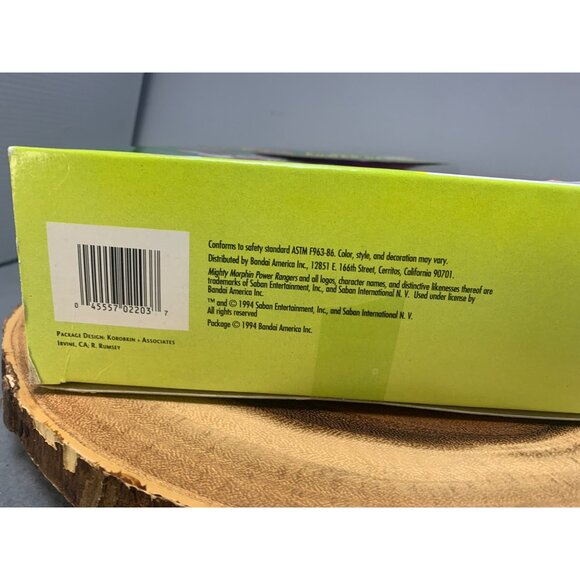 Conforms to safety standard ASTM F963-86. Color, style, and decoration may vary.
Distributed by Bandai America Inc., 12851 E. 166th Street, Cerritos, California 90701.
Mighty Morphin Power Rangers and all logos, character names, and distinctive likenesses thereof are
trademarks of Saban Entertainment, Inc., and Saban International N. V. Used under license by
Bandai America Inc.
™ and © 1994 Saban Entertainment, Inc., and Saban International N. V.
All rights reserved
Package © 1994 Bandai America Inc.
0 45557 02203 7
Package Design: Korobkin + Associates
Irvine, CA, R. Rumsey